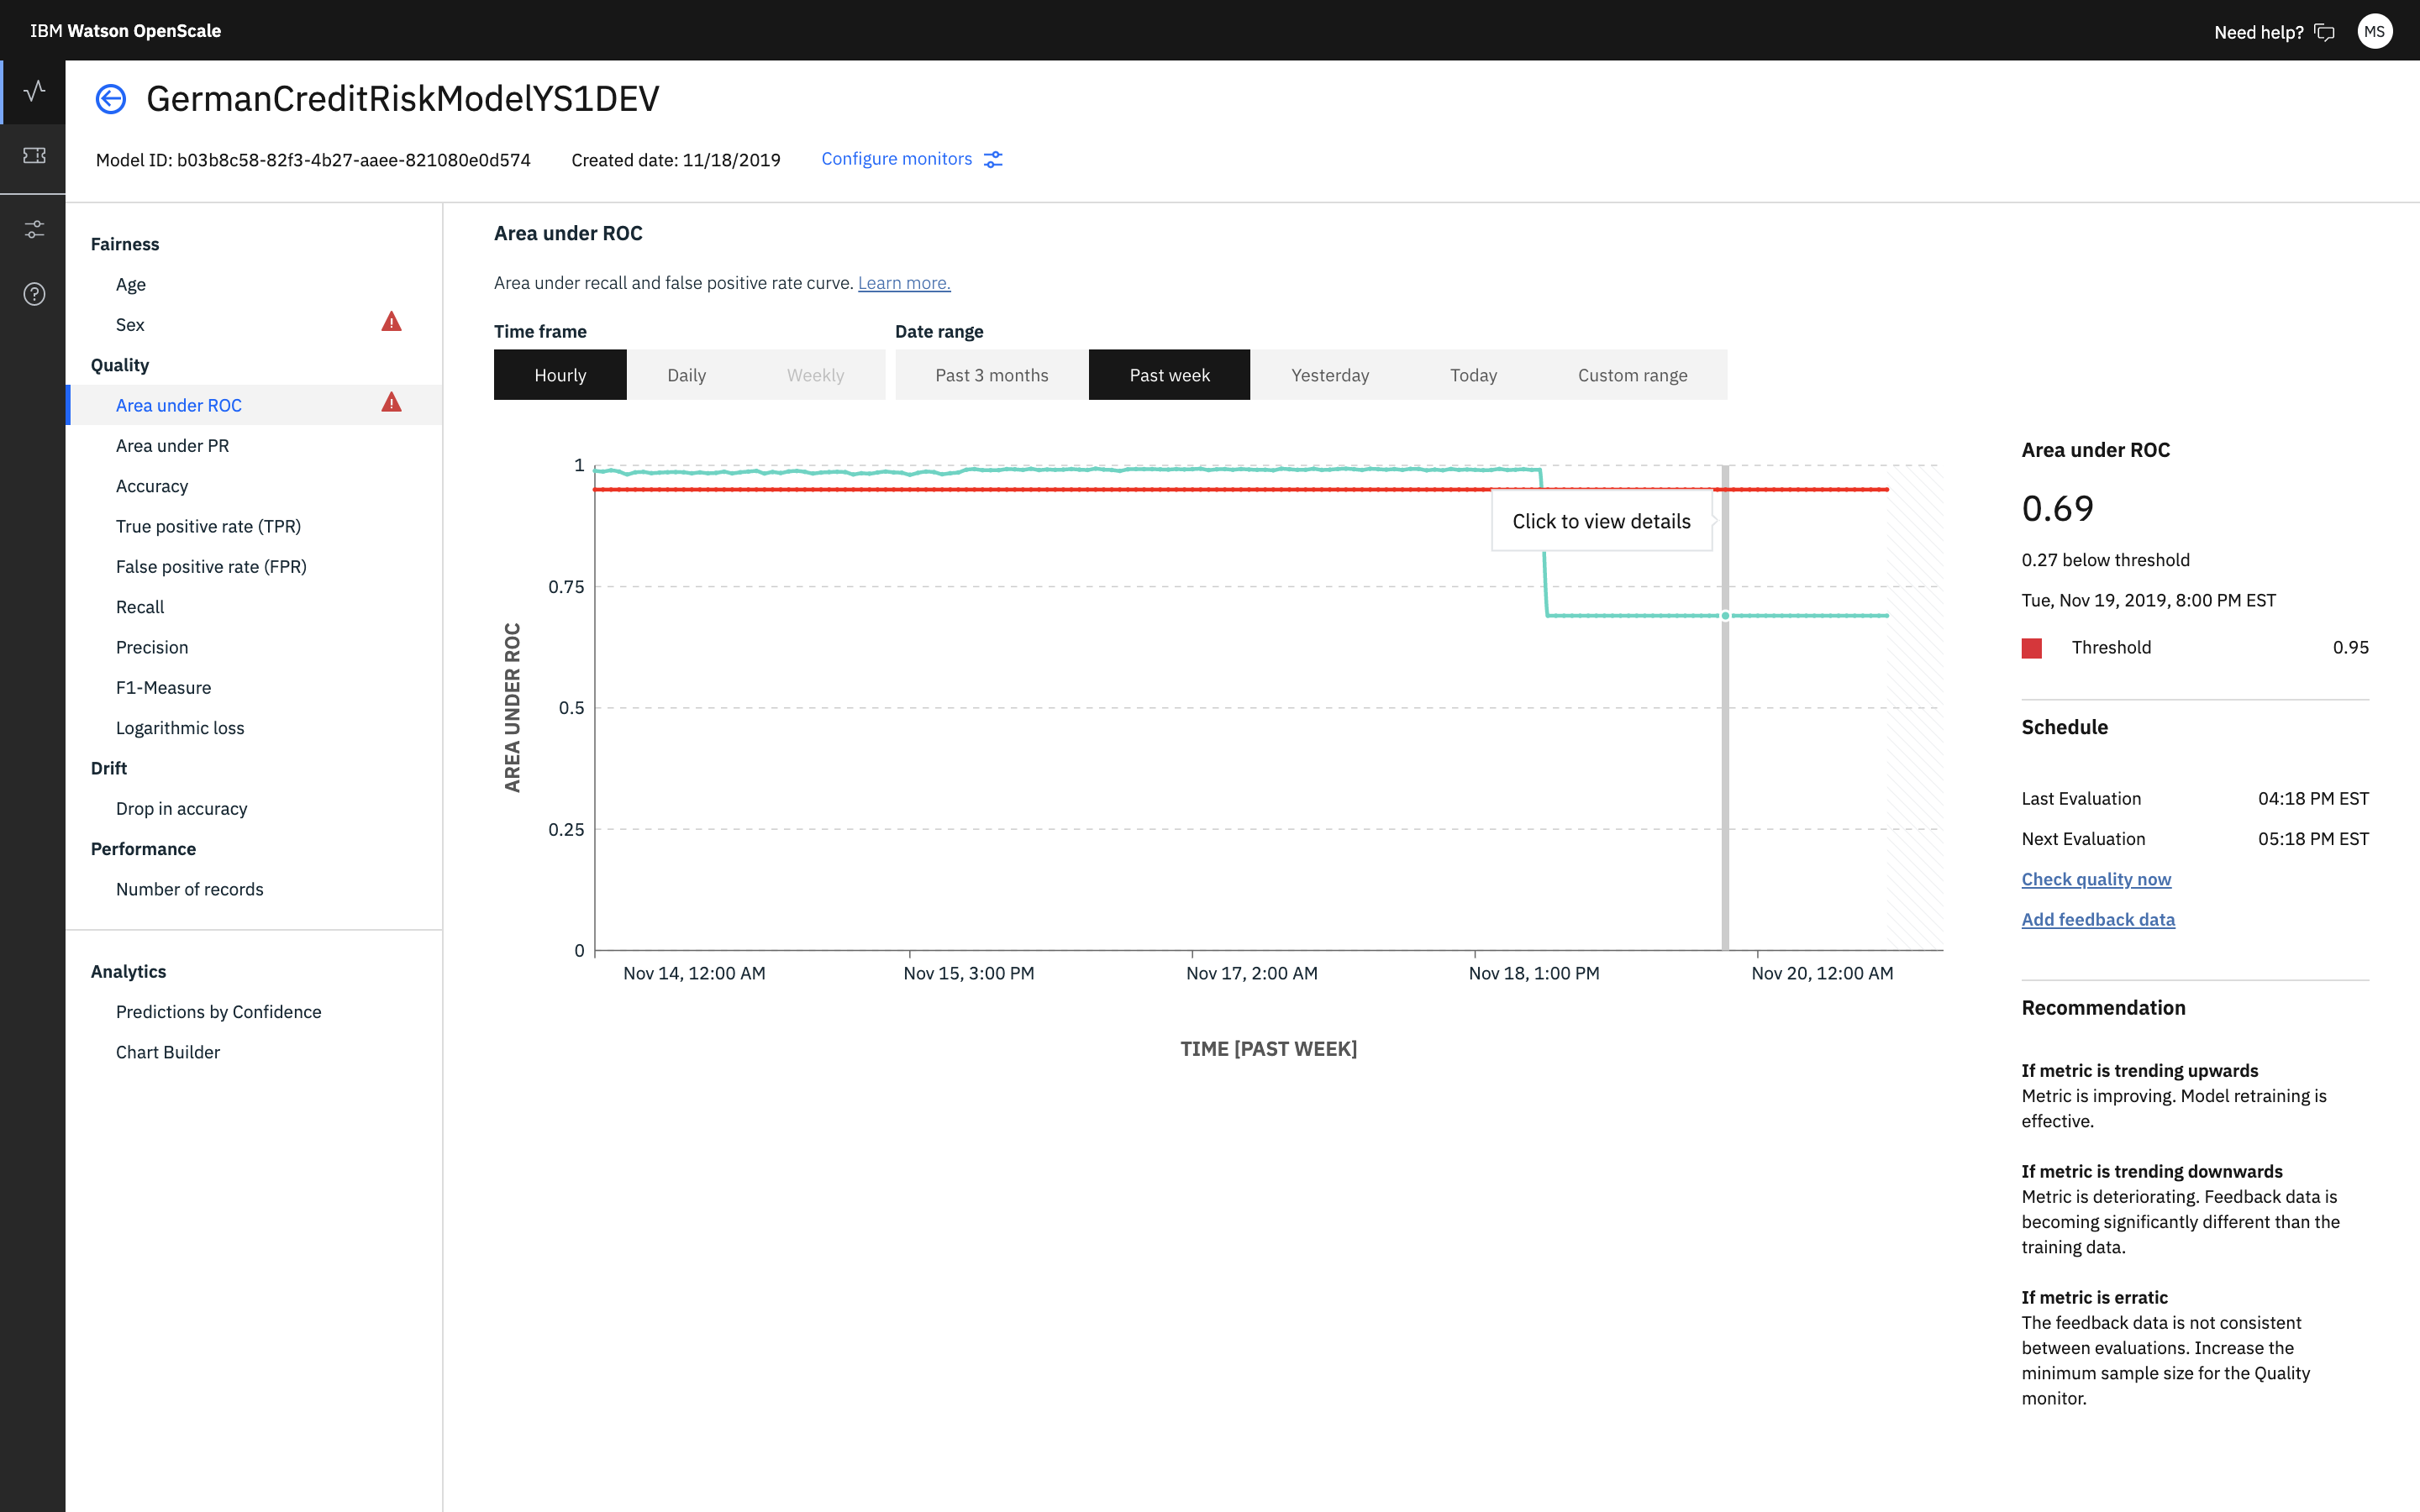 IBM Watson OpenScale
Need help?
MS
GermanCreditRiskModelYS1DEV
Model ID: b03b8c58-82f3-4b27-aaee-821080e0d574
Created date: 11/18/2019
Configure monitors
Fairness
Age
Sex
Quality
Area under ROC
Area under PR
Accuracy
True positive rate (TPR)
False positive rate (FPR)
Recall
Precision
F1-Measure
Logarithmic loss
Drift
Drop in accuracy
Performance
Number of records
Analytics
Predictions by Confidence
Chart Builder
Area under ROC
Area under recall and false positive rate curve. Learn more.
Time frame
Hourly
Daily
Weekly
Date range
Past 3 months
Past week
Yesterday
Today
Custom range
AREA UNDER ROC
1
0.75
0.5
0.25
0
Click to view details
Nov 14, 12:00 AM
Nov 15, 3:00 PM
Nov 17, 2:00 AM
Nov 18, 1:00 PM
Nov 20, 12:00 AM
TIME [PAST WEEK]
Area under ROC
0.69
0.27 below threshold
Tue, Nov 19, 2019, 8:00 PM EST
Threshold 0.95
Schedule
Last Evaluation 04:18 PM EST
Next Evaluation 05:18 PM EST
Check quality now
Add feedback data
Recommendation
If metric is trending upwards
Metric is improving. Model retraining is
effective.
If metric is trending downwards
Metric is deteriorating. Feedback data is
becoming significantly different than the
training data.
If metric is erratic
The feedback data is not consistent
between evaluations. Increase the
minimum sample size for the Quality
monitor.